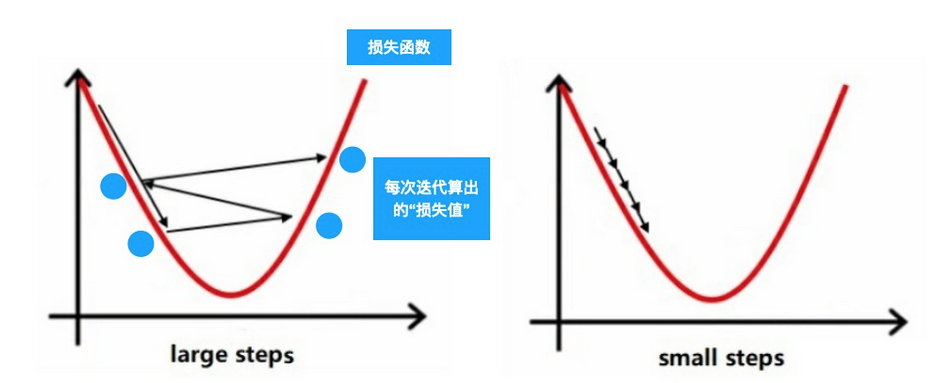 损失函数
每次迭代算出
的“损失值”
large steps
small steps